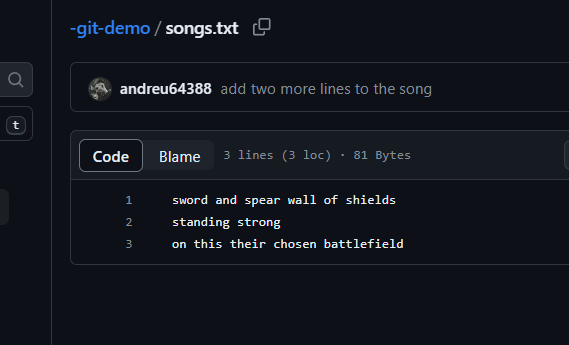 -git-demo / songs.txt
andreu64388 add two more lines to the song
t
Code Blame 3 lines (3 loc) · 81 Bytes
1 sword and spear wall of shields
2 standing strong
3 on this their chosen battlefield